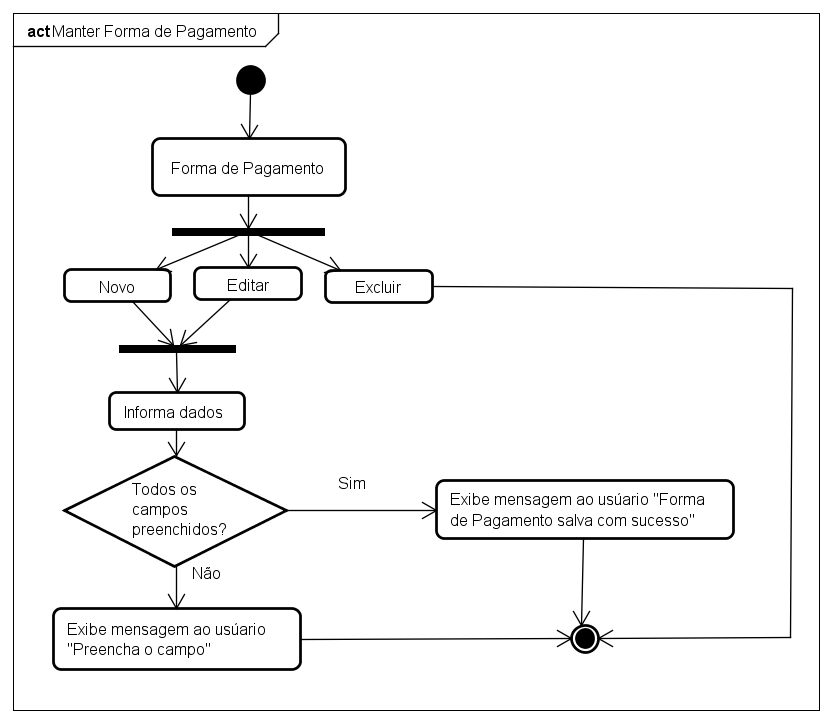 act Manter Forma de Pagamento
Forma de Pagamento
Novo
Editar
Excluir
Informa dados
Todos os
campos
preenchidos?
Sim
Exibe mensagem ao usúario "Forma
de Pagamento salva com sucesso"
Não
Exibe mensagem ao usúario
"Preencha o campo"